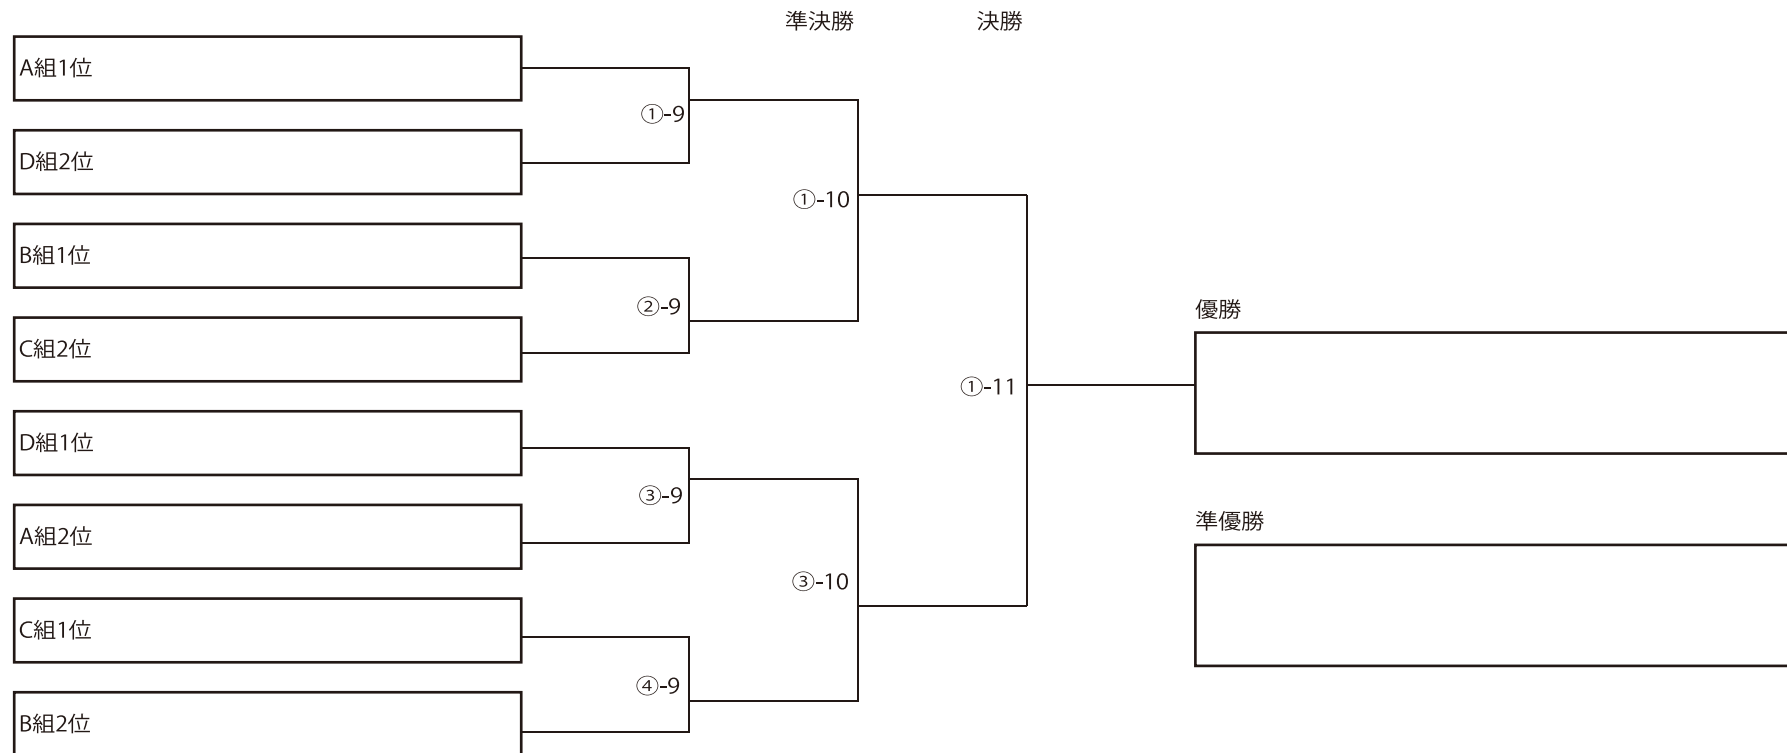 準決勝 決勝
A組1位
①-9
D組2位
①-10
B組1位
②-9
C組2位
①-11
優勝
D組1位
③-9
A組2位
③-10
準優勝
C組1位
④-9
B組2位